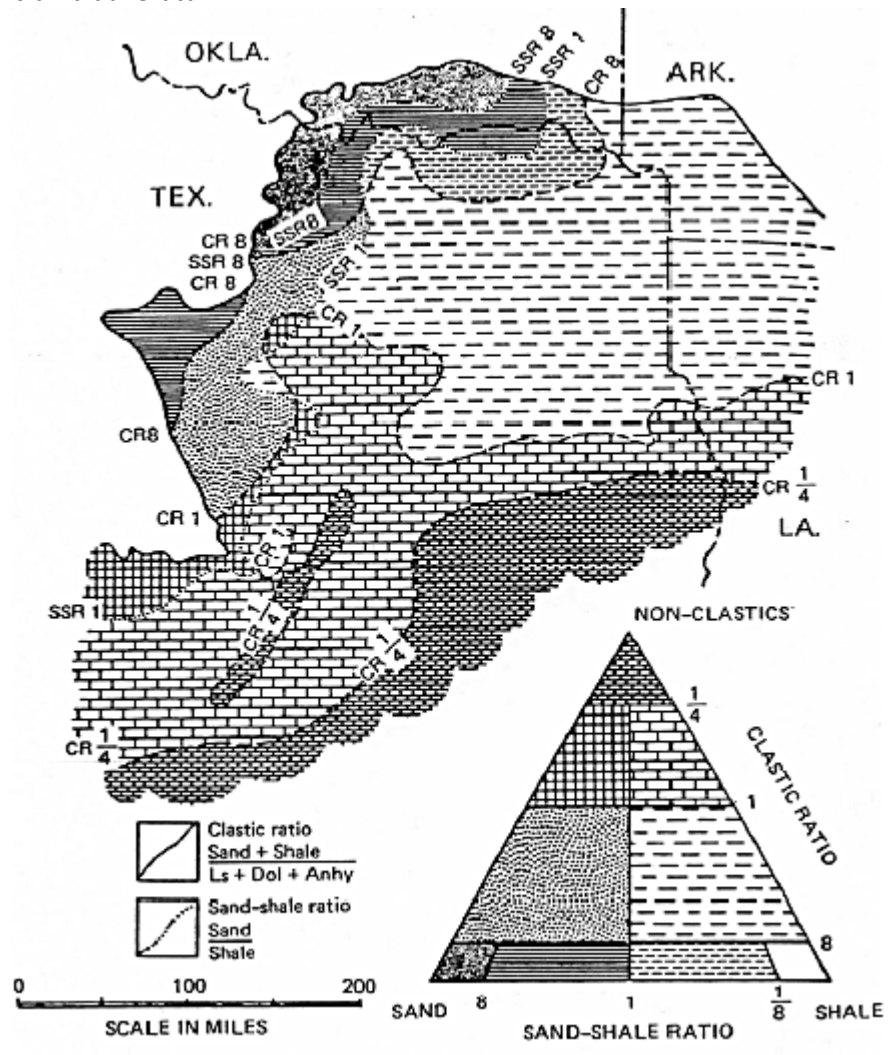 OKLA.
SSR 8
SSR 1
CR 8
ARK.
TEX.
CR 8
SSR 8
CR 8
SSR 8
SSR 1
CR 1
CR 1
CR8
CR 1/4
CR 1
LA.
CR 1
SSR 1
CR 1/4
CR 1/4
CR 1/4
NON-CLASTICS
1/4
CLASTIC RATIO
1
8
Clastic ratio
Sand + Shale
Ls + Dol + Anhy
Sand-shale ratio
Sand
Shale
0 100 200
SCALE IN MILES
SAND 8 1 1/8 SHALE
SAND-SHALE RATIO